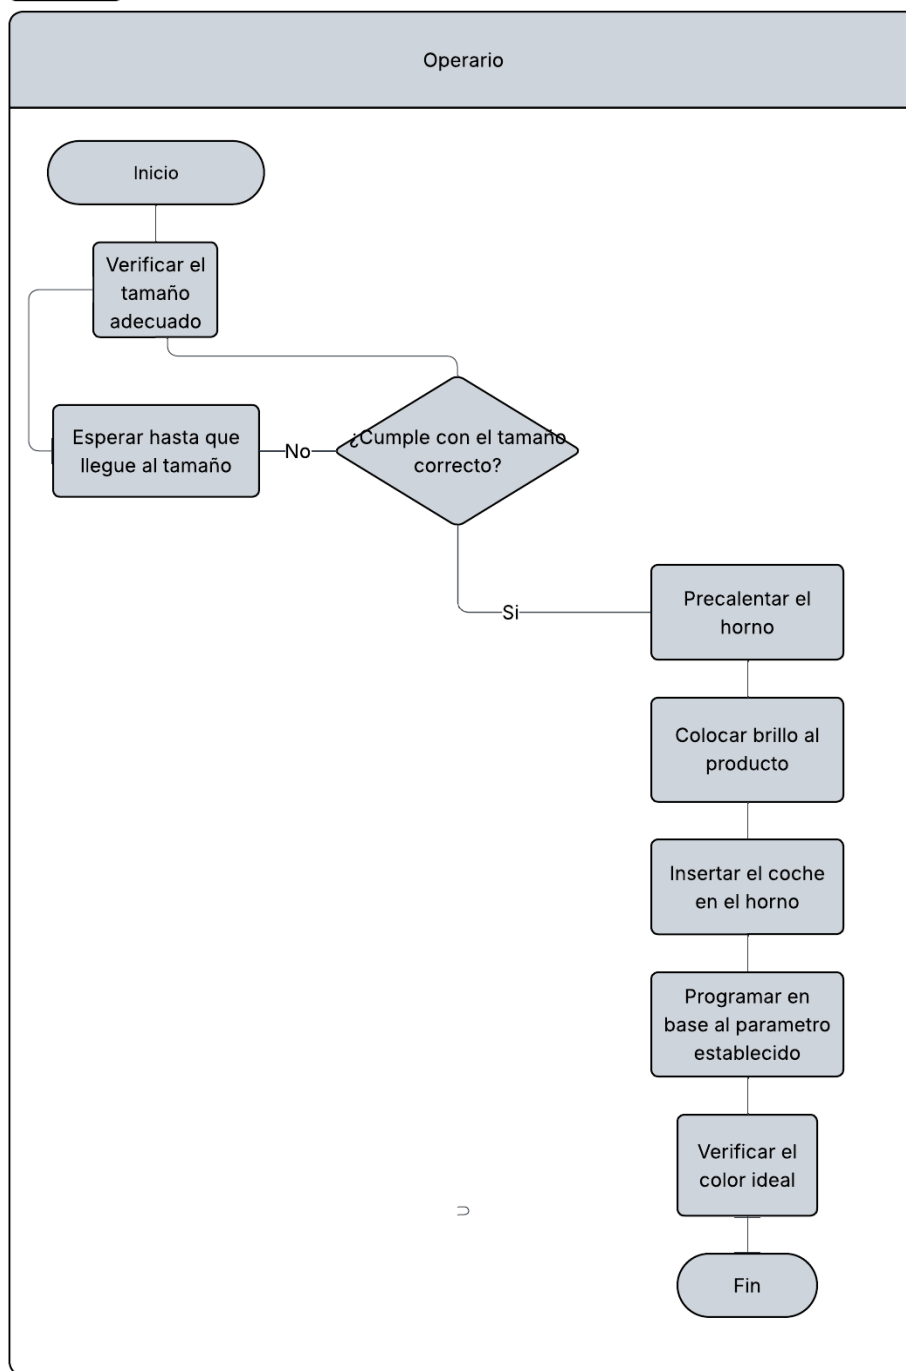 Operario
Inicio
Verificar el
tamaño
adecuado
Esperar hasta que
llegue al tamaño
No
¿Cumple con el tamaño
correcto?
Si
Precalentar el
horno
Colocar brillo al
producto
Insertar el coche
en el horno
Programar en
base al parametro
establecido
Verificar el
color ideal
Fin